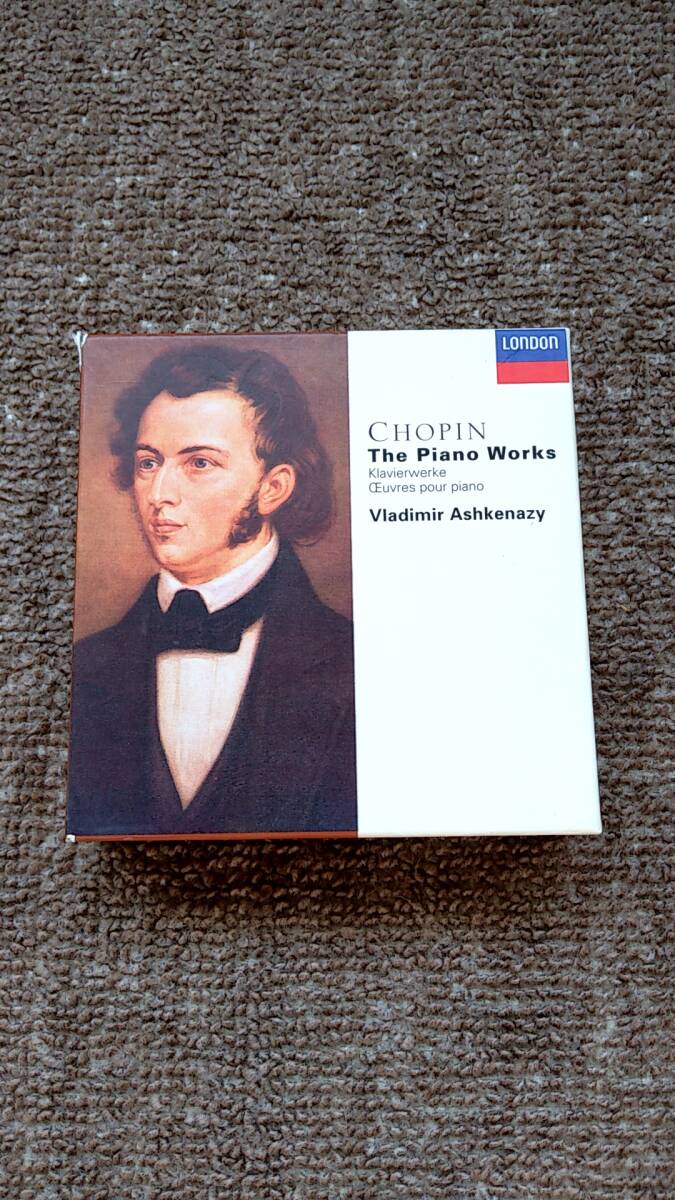 LONDON
CHOPIN
The Piano Works
Klavierwerke
Œuvres pour piano
Vladimir Ashkenazy